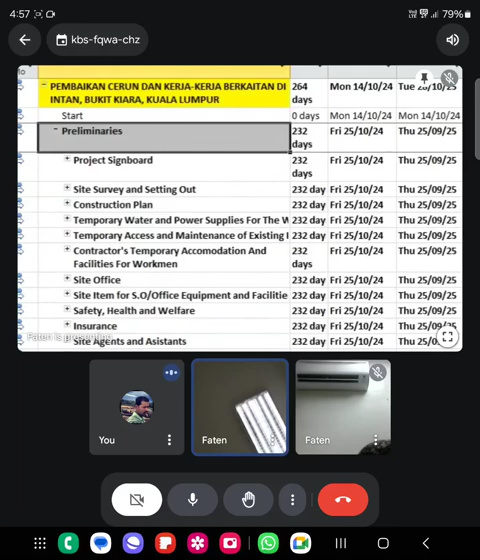 4:57
79%
kbs-fqwa-chz
No
PEMBAIKAN CERUN DAN KERJA-KERJA BERKAITAN DI 264 Mon 14/10/24 Tue 28/10/25
INTAN, BUKIT KIARA, KUALA LUMPUR days
Start 0 days Mon 14/10/24 Mon 14/10/24
Preliminaries 232 Fri 25/10/24 Thu 25/09/25
days
Project Signboard 232 Fri 25/10/24 Thu 25/09/25
days
Site Survey and Setting Out 232 day Fri 25/10/24 Thu 25/09/25
Construction Plan 232 day Fri 25/10/24 Thu 25/09/25
Temporary Water and Power Supplies For The W 232 day Fri 25/10/24 Thu 25/09/25
Temporary Access and Maintenance of Existing 232 day Fri 25/10/24 Thu 25/09/25
Contractor's Temporary Accomodation And 232 Fri 25/10/24 Thu 25/09/25
Facilities For Workmen days
Site Office 232 day Fri 25/10/24 Thu 25/09/25
Site Item for S.O/Office Equipment and Facilitie 232 day Fri 25/10/24 Thu 25/09/25
Safety, Health and Welfare 232 day Fri 25/10/24 Thu 25/09/25
Insurance 232 day Fri 25/10/24 Thu 25/09/25
Site Agents and Asistants 232 day Fri 25/10/24 Thu
Faten is presenting
You
Faten
Faten